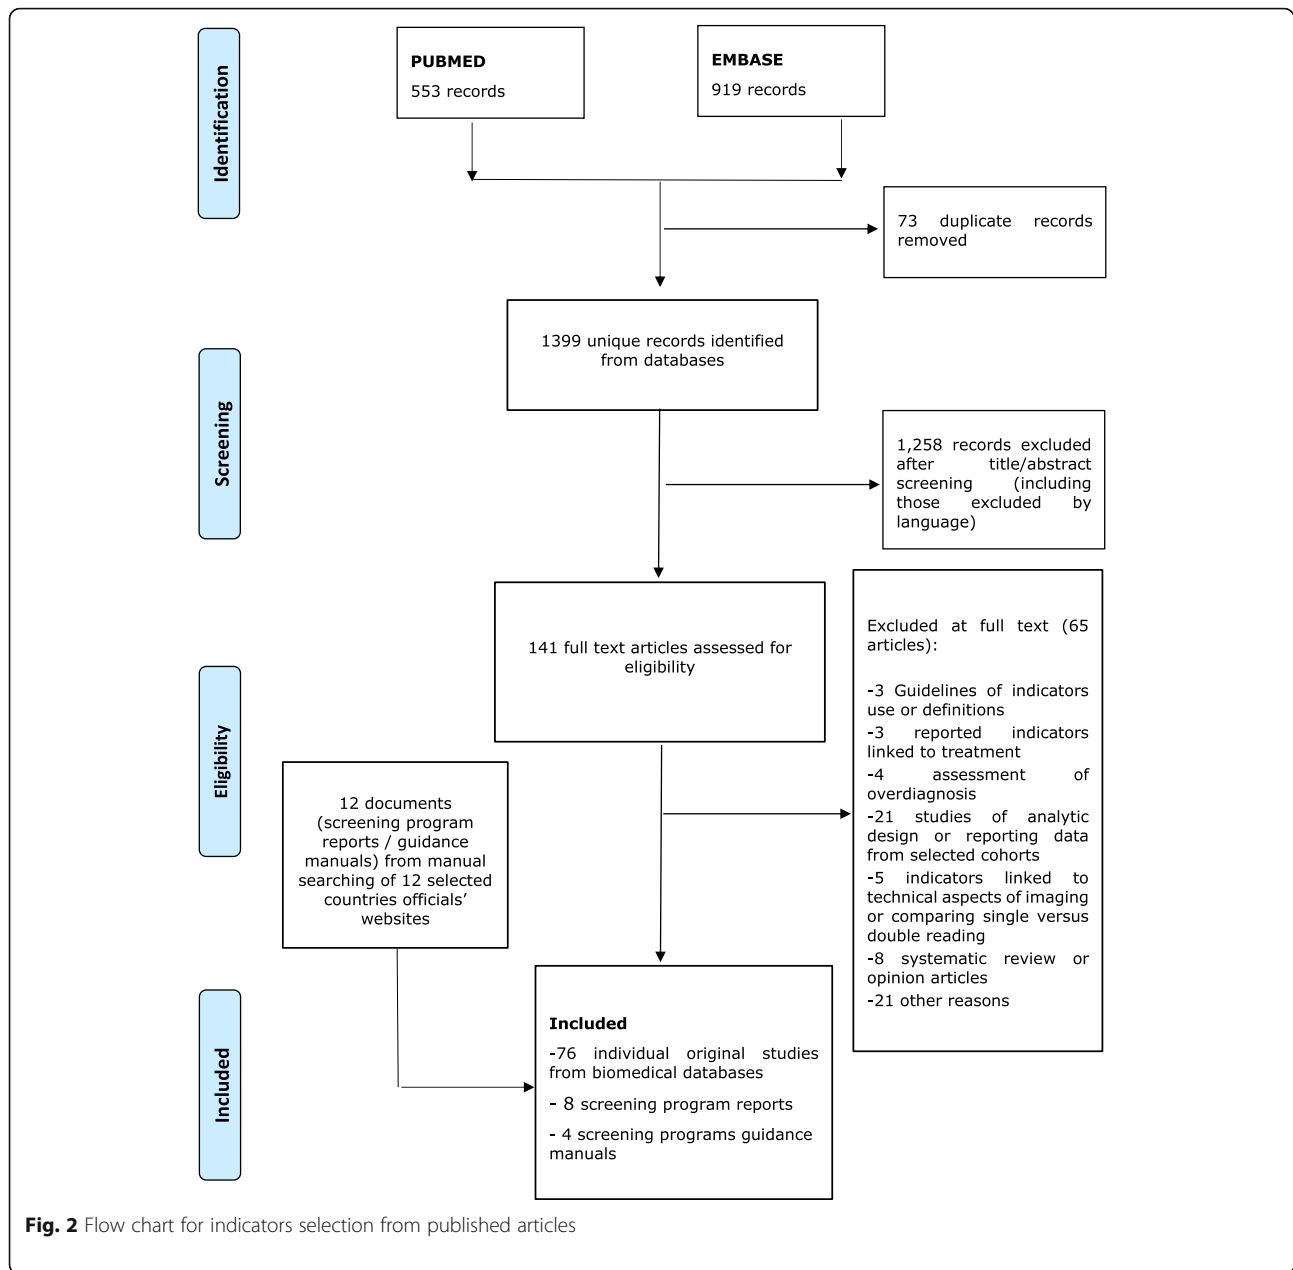 Identification
PUBMED
553 records
EMBASE
919 records
73 duplicate records
removed
1399 unique records identified
from databases
Screening
1,258 records excluded
after title/abstract
screening (including
those excluded by
language)
141 full text articles assessed for
eligibility
Eligibility
Excluded at full text (65
articles):
-3 Guidelines of indicators
use or definitions
-3 reported indicators
linked to treatment
-4 assessment of
overdiagnosis
-21 studies of analytic
design or reporting data
from selected cohorts
-5 indicators linked to
technical aspects of imaging
or comparing single versus
double reading
-8 systematic review or
opinion articles
-21 other reasons
12 documents
(screening program
reports / guidance
manuals) from manual
searching of 12 selected
countries officials’
websites
Included
Included
-76 individual original studies
from biomedical databases
- 8 screening program reports
- 4 screening programs guidance
manuals
Fig. 2 Flow chart for indicators selection from published articles